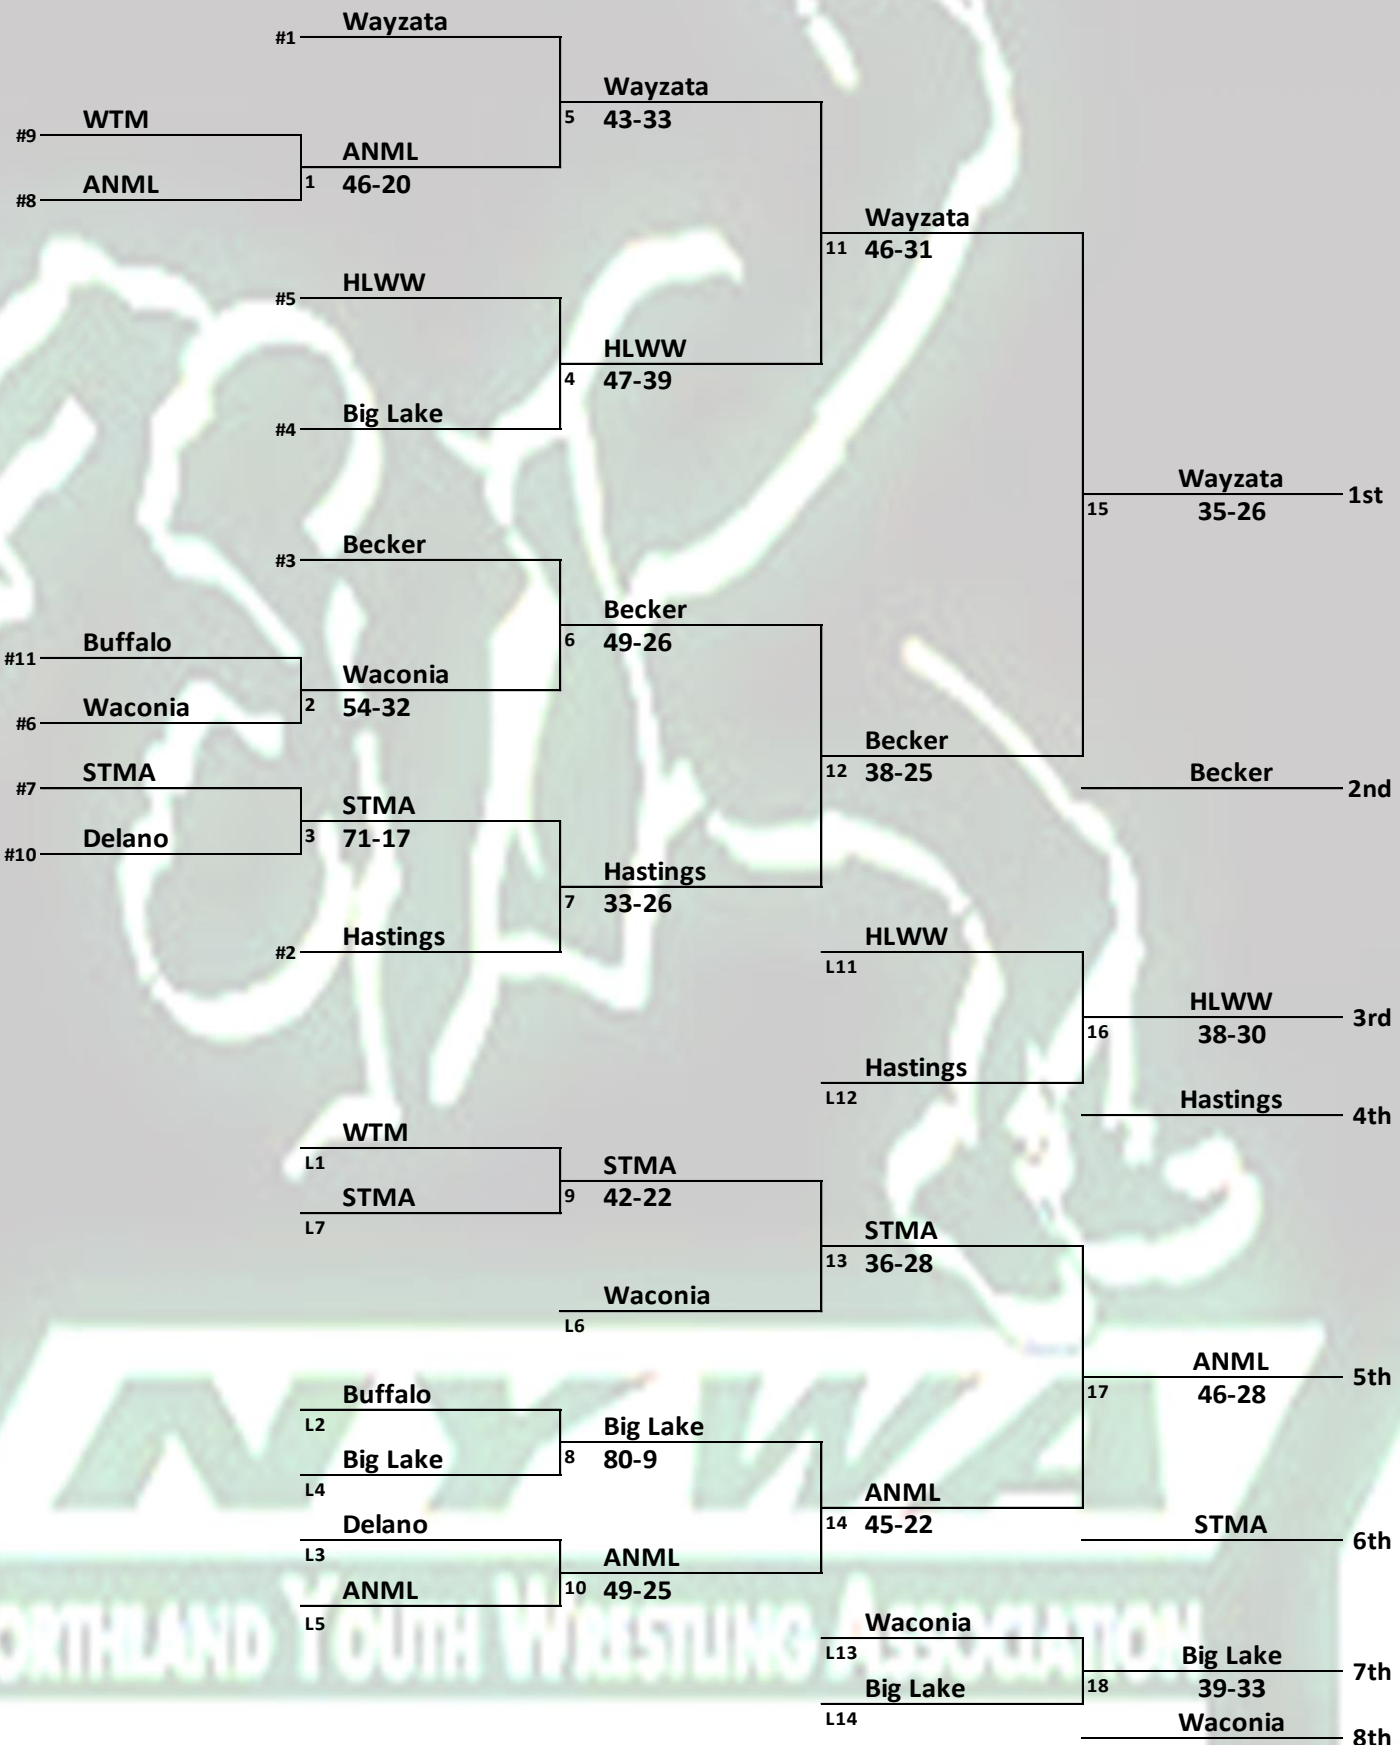 Wayzata
#1
Wayzata
5 43-33
WTM
#9
ANML
1 46-20
ANML
#8
Wayzata
11 46-31
HLWW
#5
HLWW
4 47-39
Big Lake
#4
Wayzata
1st
15 35-26
Becker
#3
Becker
6 49-26
Buffalo
#11
Waconia
2 54-32
Waconia
#6
Becker
12 38-25
STMA
#7
Becker
2nd
STMA
3 71-17
Delano
#10
Hastings
7 33-26
Hastings
#2
HLWW
L11
HLWW
3rd
16 38-30
Hastings
L12
Hastings
4th
WTM
L1
STMA
9 42-22
STMA
L7
STMA
13 36-28
Waconia
L6
ANML
5th
17 46-28
Buffalo
L2
Big Lake
8 80-9
Big Lake
L4
ANML
14 45-22
Delano
L3
STMA
6th
ANML
10 49-25
ANML
L5
Waconia
L13
Big Lake
7th
18 39-33
Big Lake
L14
Waconia
8th
NYWA
ORTHLAND YOUTH WRESTLING ASSOCIATION